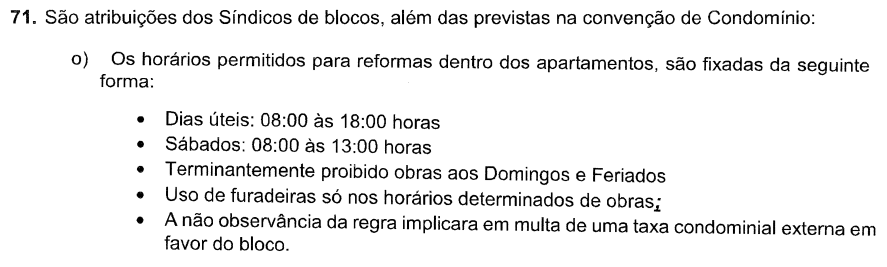 71. São atribuições dos Síndicos de blocos, além das previstas na convenção de Condomínio:
o) Os horários permitidos para reformas dentro dos apartamentos, são fixadas da seguinte
forma:
• Dias úteis: 08:00 às 18:00 horas
• Sábados: 08:00 às 13:00 horas
• Terminantemente proibido obras aos Domingos e Feriados
• Uso de furadeiras só nos horários determinados de obras;
• A não observância da regra implicara em multa de uma taxa condominial externa em
favor do bloco.